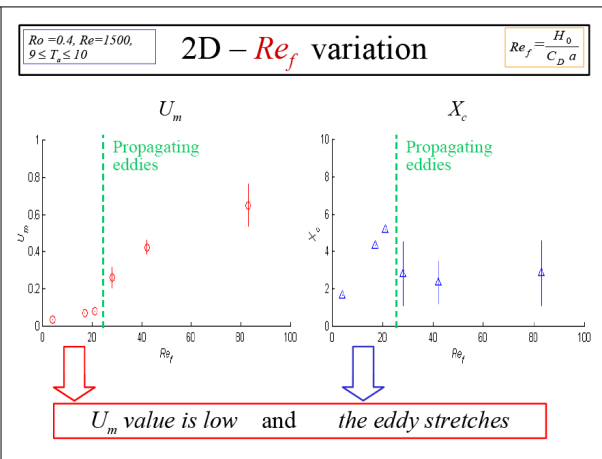 Ro =0.4, Re=1500,
9 ≤ Tₐ ≤ 10
2D – Re_f variation
Re_f = H_0 / C_D a
U_m
X_c
1
0.8
0.6
0.4
0.2
0
0 20 40 60 80 100
U_m
Re_f
Propagating
eddies
10
8
6
4
2
0
0 20 40 60 80 100
X_c
Re_f
Propagating
eddies
U_m value is low and the eddy stretches